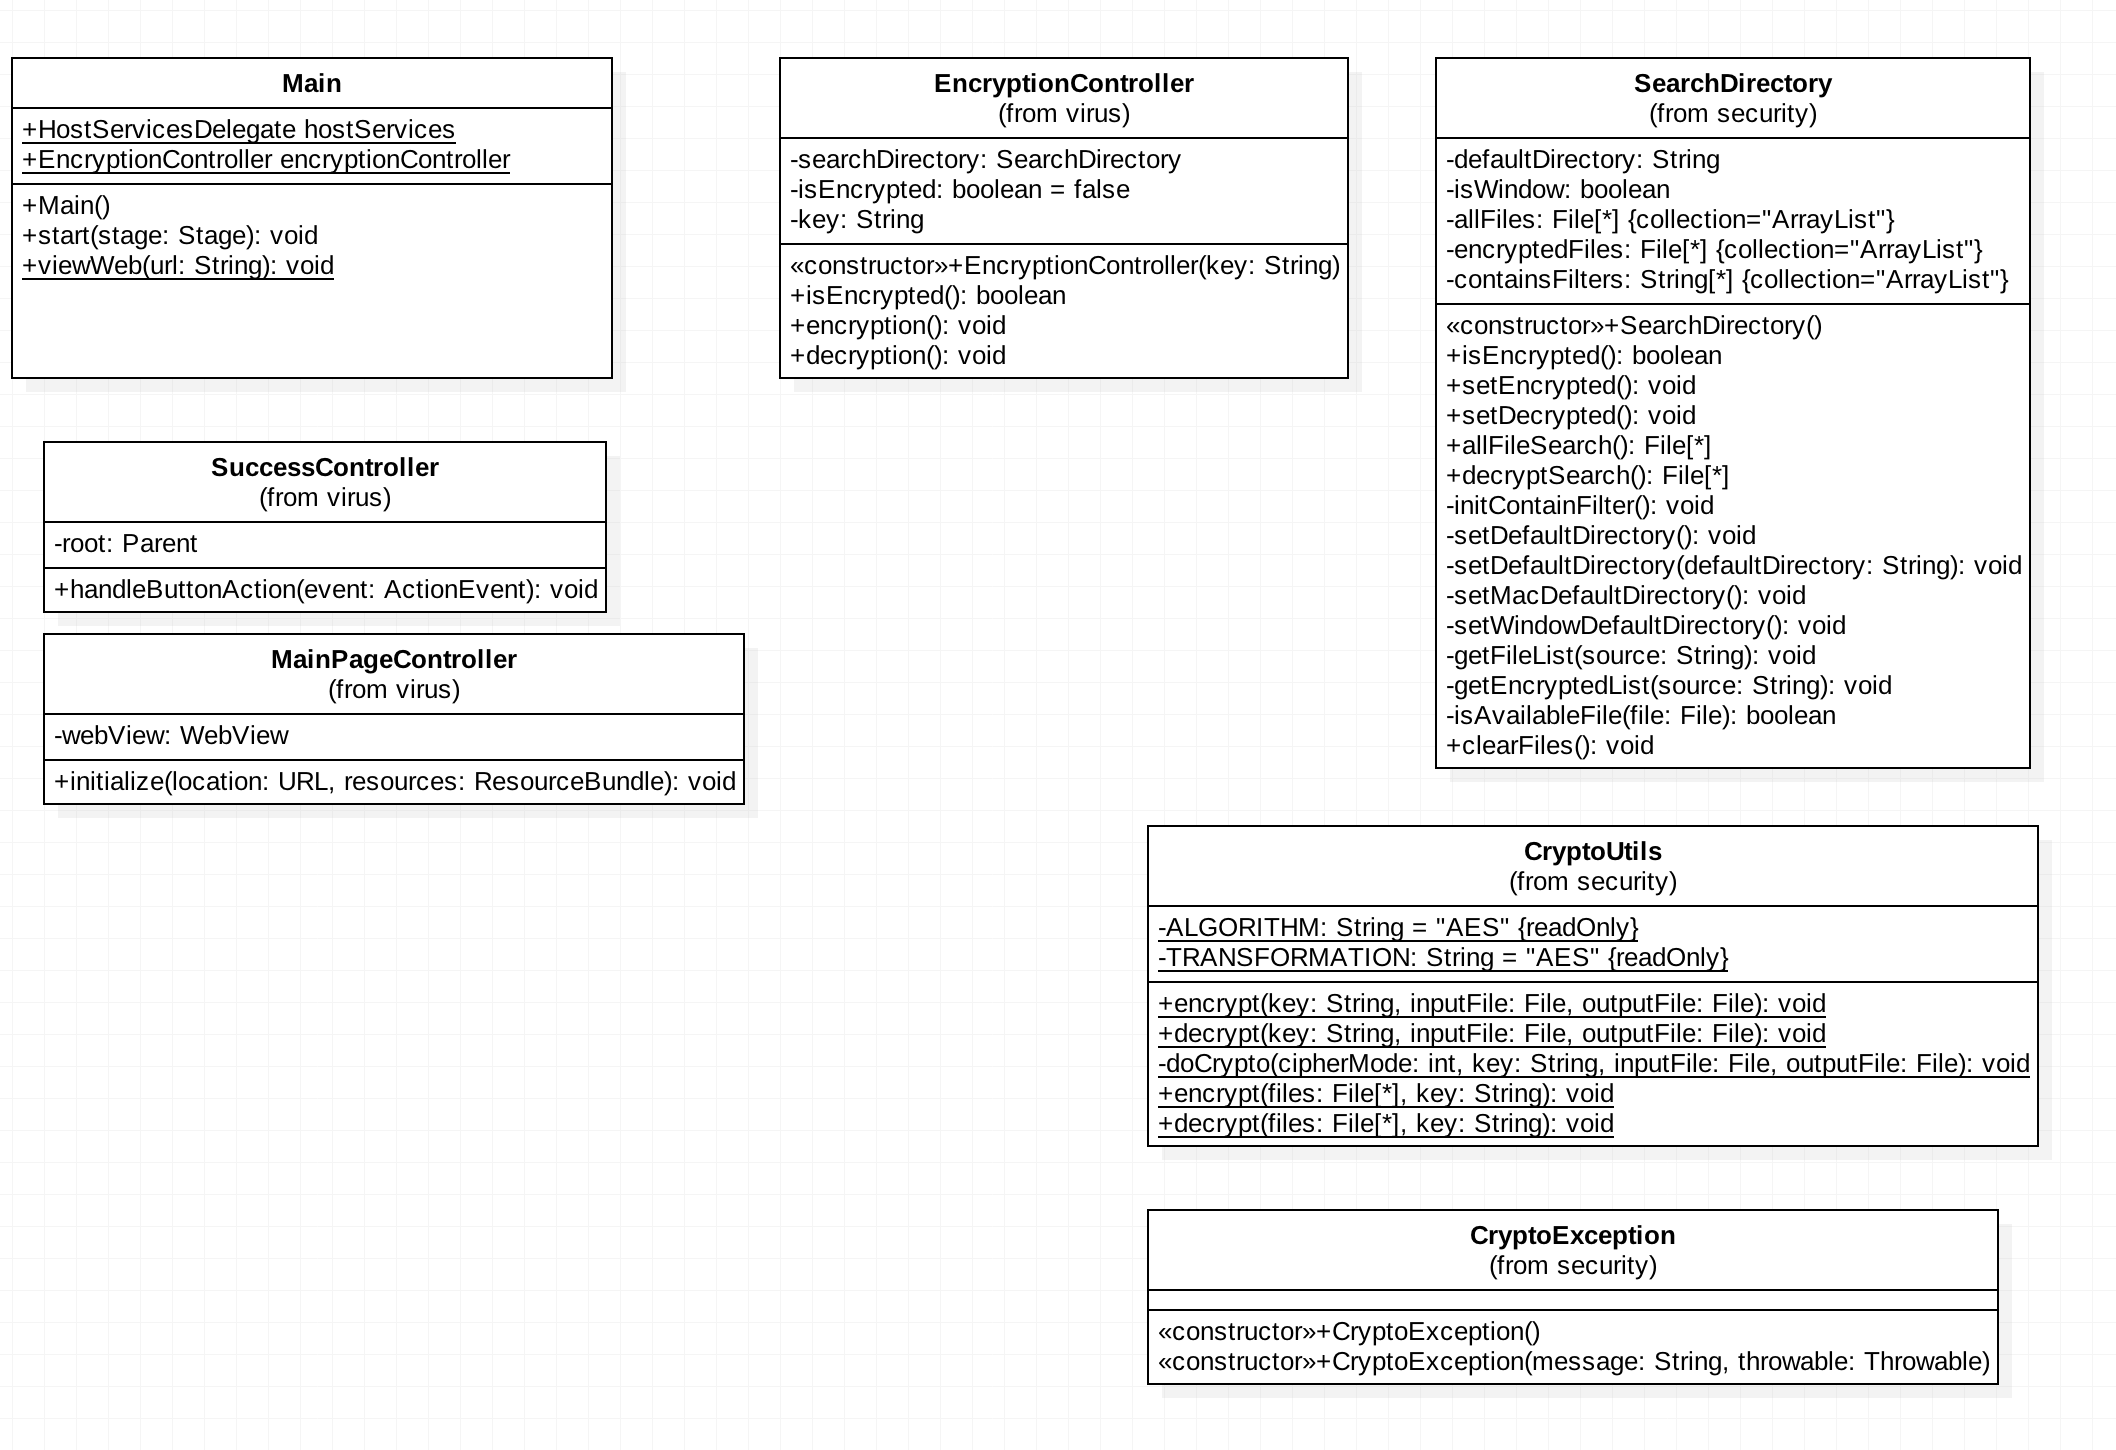 Main
+HostServicesDelegate hostServices
+EncryptionController encryptionController
+Main()
+start(stage: Stage): void
+viewWeb(url: String): void
EncryptionController
(from virus)
-searchDirectory: SearchDirectory
-isEncrypted: boolean = false
-key: String
«constructor»+EncryptionController(key: String)
+isEncrypted(): boolean
+encryption(): void
+decryption(): void
SearchDirectory
(from security)
-defaultDirectory: String
-isWindow: boolean
-allFiles: File[*] {collection="ArrayList"}
-encryptedFiles: File[*] {collection="ArrayList"}
-containsFilters: String[*] {collection="ArrayList"}
«constructor»+SearchDirectory()
+isEncrypted(): boolean
+setEncrypted(): void
+setDecrypted(): void
+allFileSearch(): File[*]
+decryptSearch(): File[*]
-initContainFilter(): void
-setDefaultDirectory(): void
-setDefaultDirectory(defaultDirectory: String): void
-setMacDefaultDirectory(): void
-setWindowDefaultDirectory(): void
-getFileList(source: String): void
-getEncryptedList(source: String): void
-isAvailableFile(file: File): boolean
+clearFiles(): void
SuccessController
(from virus)
-root: Parent
+handleButtonAction(event: ActionEvent): void
MainPageController
(from virus)
-webView: WebView
+initialize(location: URL, resources: ResourceBundle): void
CryptoUtils
(from security)
-ALGORITHM: String = "AES" {readOnly}
-TRANSFORMATION: String = "AES" {readOnly}
+encrypt(key: String, inputFile: File, outputFile: File): void
+decrypt(key: String, inputFile: File, outputFile: File): void
-doCrypto(cipherMode: int, key: String, inputFile: File, outputFile: File): void
+encrypt(files: File[*], key: String): void
+decrypt(files: File[*], key: String): void
CryptoException
(from security)
«constructor»+CryptoException()
«constructor»+CryptoException(message: String, throwable: Throwable)